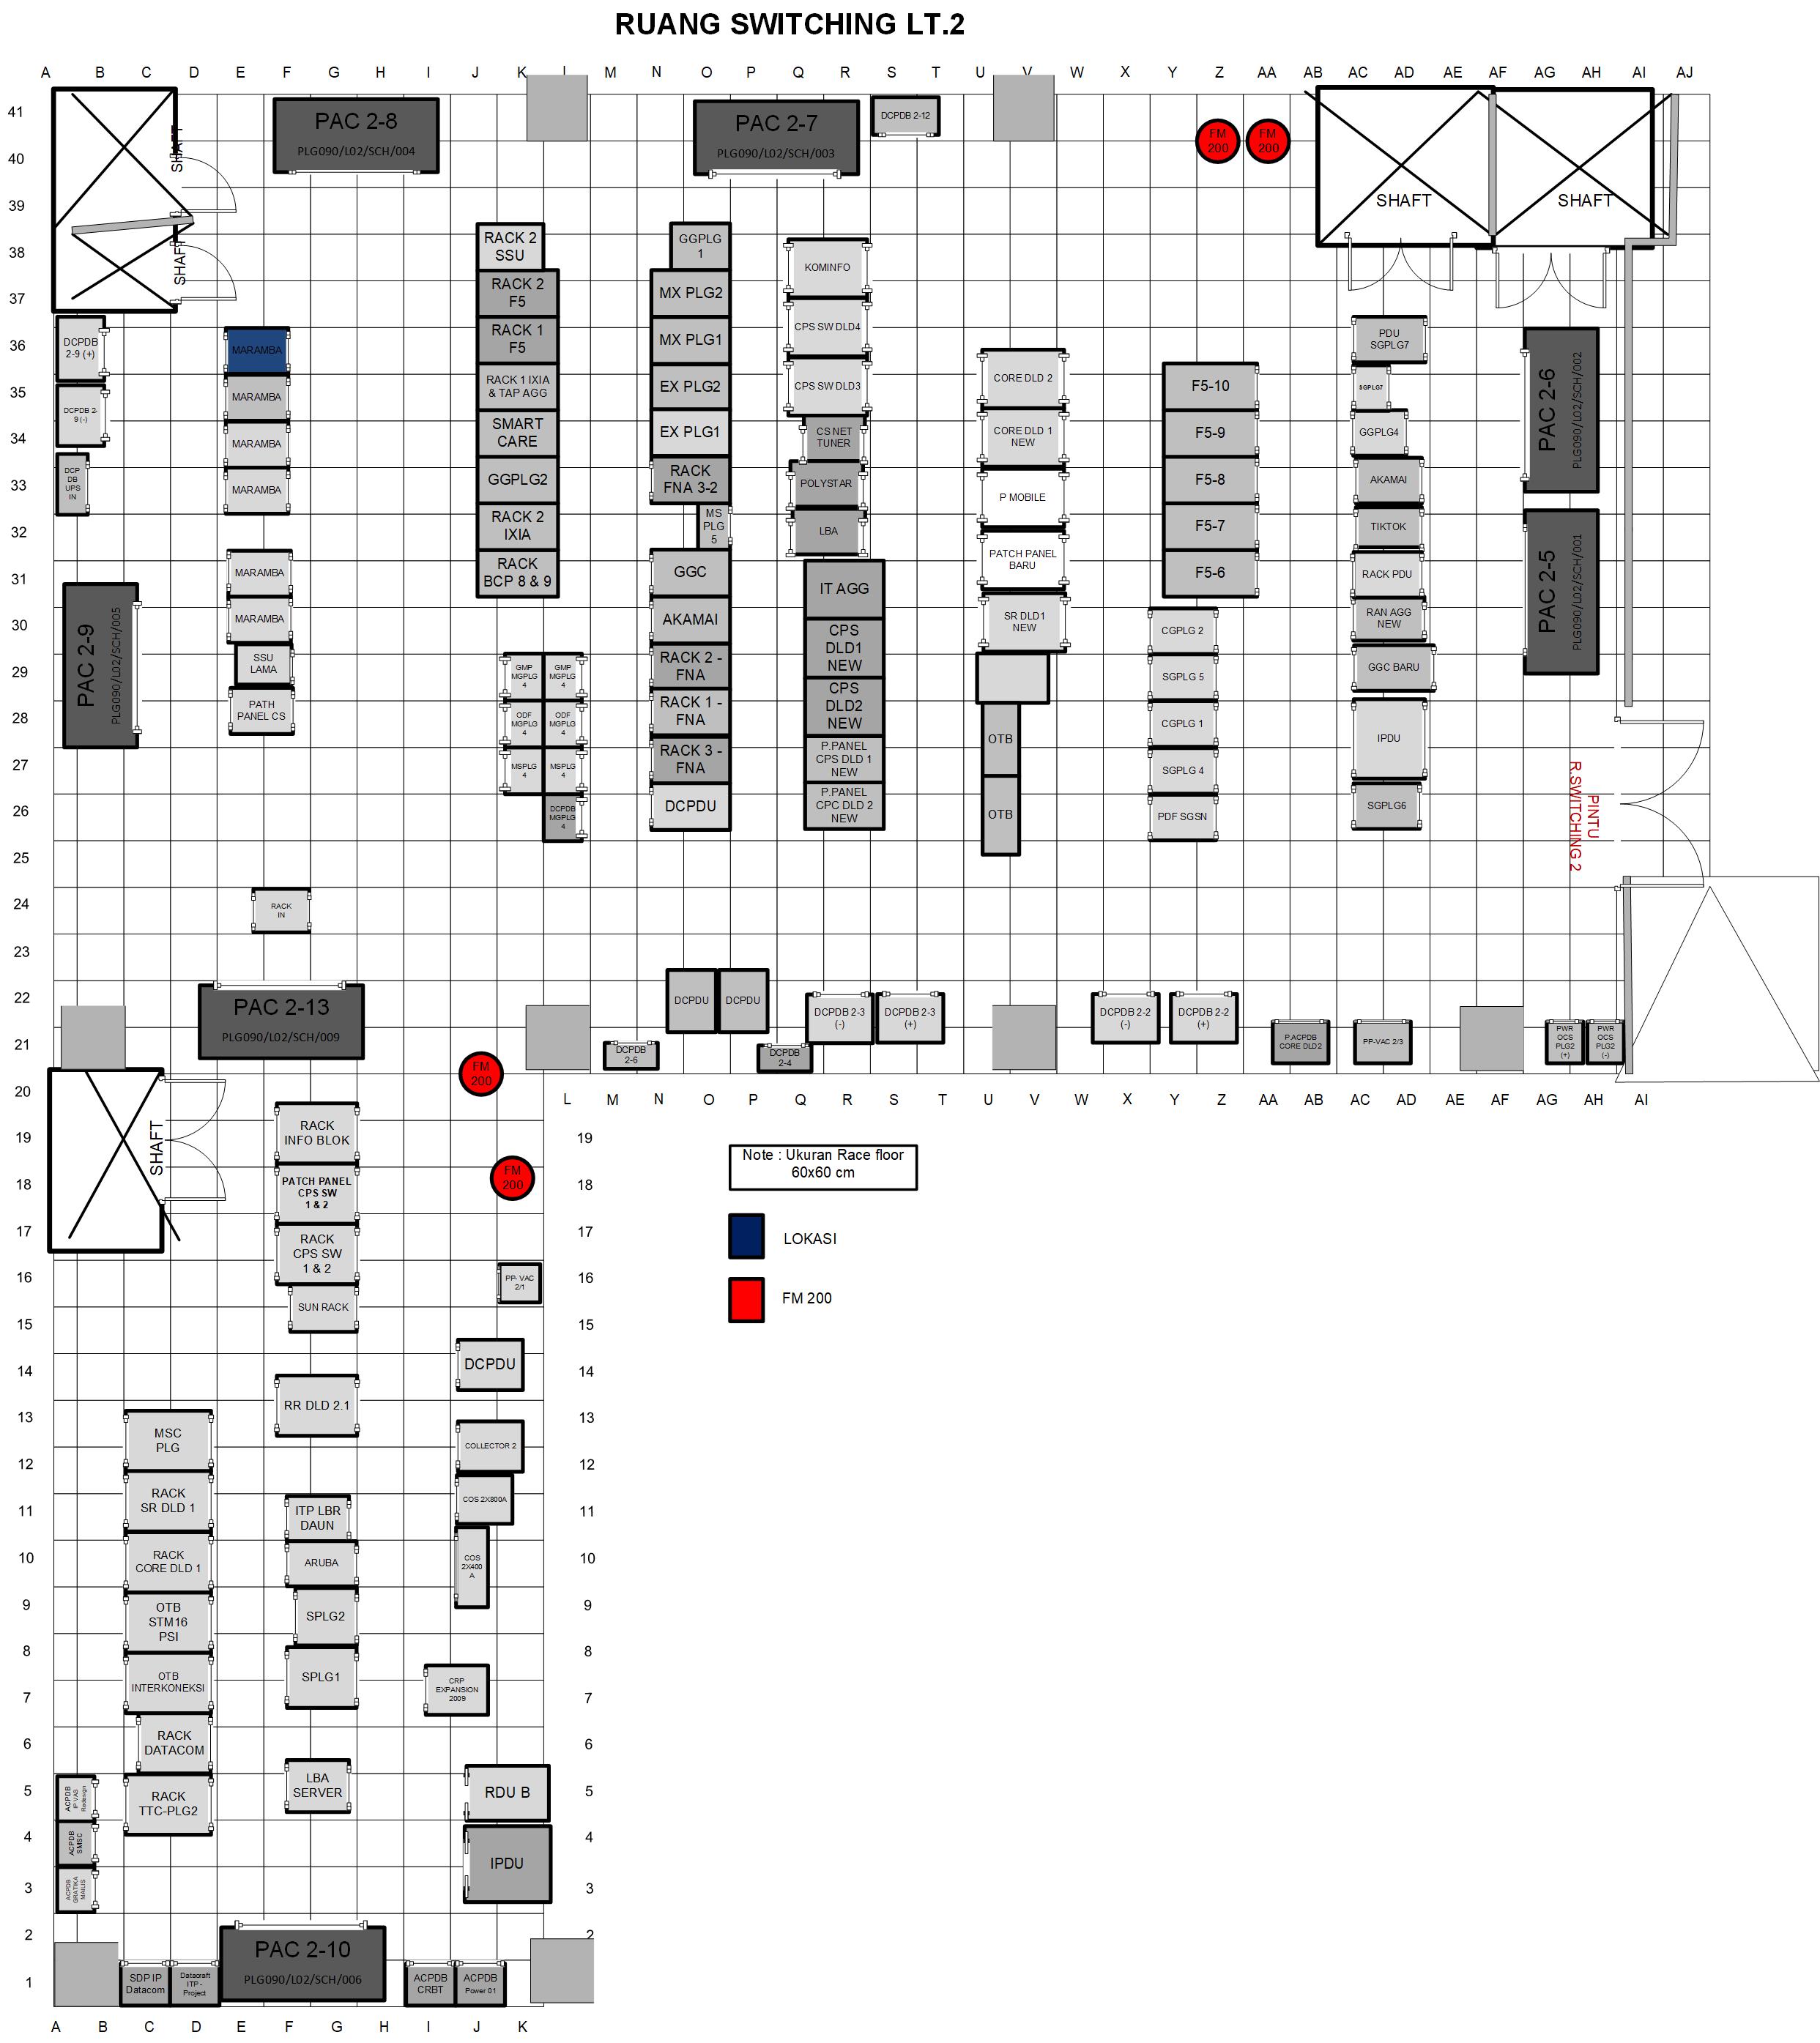 RUANG SWITCHING LT.2
A B C D E F G H I J K L M N O P Q R S T U V W X Y Z AA AB AC AD AE AF AG AH AI AJ
41
40
39
38
37
36
35
34
33
32
31
30
29
28
27
26
25
24
23
22
21
20
19
18
17
16
15
14
13
12
11
10
9
8
7
6
5
4
3
2
1
SHAFT
SHAFT
PAC 2-8
PLG090/L02/SCH/004
PAC 2-7
PLG090/L02/SCH/003
DCPDB 2-12
FM
200
FM
200
SHAFT
SHAFT
DCPDB
2-9 (+)
DCPDB 2-
9 (-)
DCP
DB
UPS
IN
PAC 2-9
PLG090/L02/SCH/005
MARAMBA
MARAMBA
MARAMBA
MARAMBA
MARAMBA
MARAMBA
SSU
LAMA
PATH
PANEL CS
RACK
IN
RACK 2
SSU
RACK 2
F5
RACK 1
F5
RACK 1 IXIA
& TAP AGG
SMART
CARE
GGPLG2
RACK 2
IXIA
RACK
BCP 8 & 9
GMP
MGPLG
4
GMP
MGPLG
4
ODF
MGPLG
4
ODF
MGPLG
4
MSPLG
4
MSPLG
4
DCPDB
MGPLG
4
GGPLG
1
MX PLG2
MX PLG1
EX PLG2
EX PLG1
RACK
FNA 3-2
MS
PLG
5
GGC
AKAMAI
RACK 2 -
FNA
RACK 1 -
FNA
RACK 3 -
FNA
DCPDU
KOMINFO
CPS SW DLD4
CPS SW DLD3
CS NET
TUNER
POLYSTAR
LBA
IT AGG
CPS
DLD1
NEW
CPS
DLD2
NEW
P.PANEL
CPS DLD 1
NEW
P.PANEL
CPC DLD 2
NEW
CORE DLD 2
CORE DLD 1
NEW
P MOBILE
PATCH PANEL
BARU
SR DLD1
NEW
OTB
OTB
F5-10
F5-9
F5-8
F5-7
F5-6
CGPLG 2
SGPLG 5
CGPLG 1
SGPLG 4
PDF SGSN
PDU
SGPLG7
SGPLG7
GGPLG4
AKAMAI
TIKTOK
RACK PDU
RAN AGG
NEW
GGC BARU
IPDU
SGPLG6
PAC 2-6
PLG090/L02/SCH/002
PAC 2-5
PLG090/L02/SCH/001
PINTU
R.SWITCHING 2
PAC 2-13
PLG090/L02/SCH/009
DCPDB
2-6
DCPDU
DCPDU
DCPDB
2-4
DCPDB 2-3
(-)
DCPDB 2-3
(+)
DCPDB 2-2
(-)
DCPDB 2-2
(+)
P.ACPDB
CORE DLD2
PP-VAC 2/3
PWR
OCS
PLG2
(+)
PWR
OCS
PLG2
(-)
L M N O P Q R S T U V W X Y Z AA AB AC AD AE AF AG AH AI
FM
200
FM
200
SHAFT
RACK
INFO BLOK
PATCH PANEL
CPS SW
1 & 2
RACK
CPS SW
1 & 2
SUN RACK
RR DLD 2.1
ITP LBR
DAUN
ARUBA
SPLG2
SPLG1
LBA
SERVER
PP- VAC
2/1
DCPDU
COLLECTOR 2
COS 2X800A
COS
2X400
A
CRP
EXPANSION
2009
RDU B
IPDU
MSC
PLG
RACK
SR DLD 1
RACK
CORE DLD 1
OTB
STM16
PSI
OTB
INTERKONEKSI
RACK
DATACOM
RACK
TTC-PLG2
ACPDB
IP VAS
Redesign
ACPDB
SMSC
ACPDB
GRATIKA
MAILIS
19
18
17
16
15
14
13
12
11
10
9
8
7
6
5
4
3
2
Note : Ukuran Race floor
60x60 cm
LOKASI
FM 200
SDP IP
Datacom
Datacraft
ITP -
Project
PAC 2-10
PLG090/L02/SCH/006
ACPDB
CRBT
ACPDB
Power 01
A B C D E F G H I J K